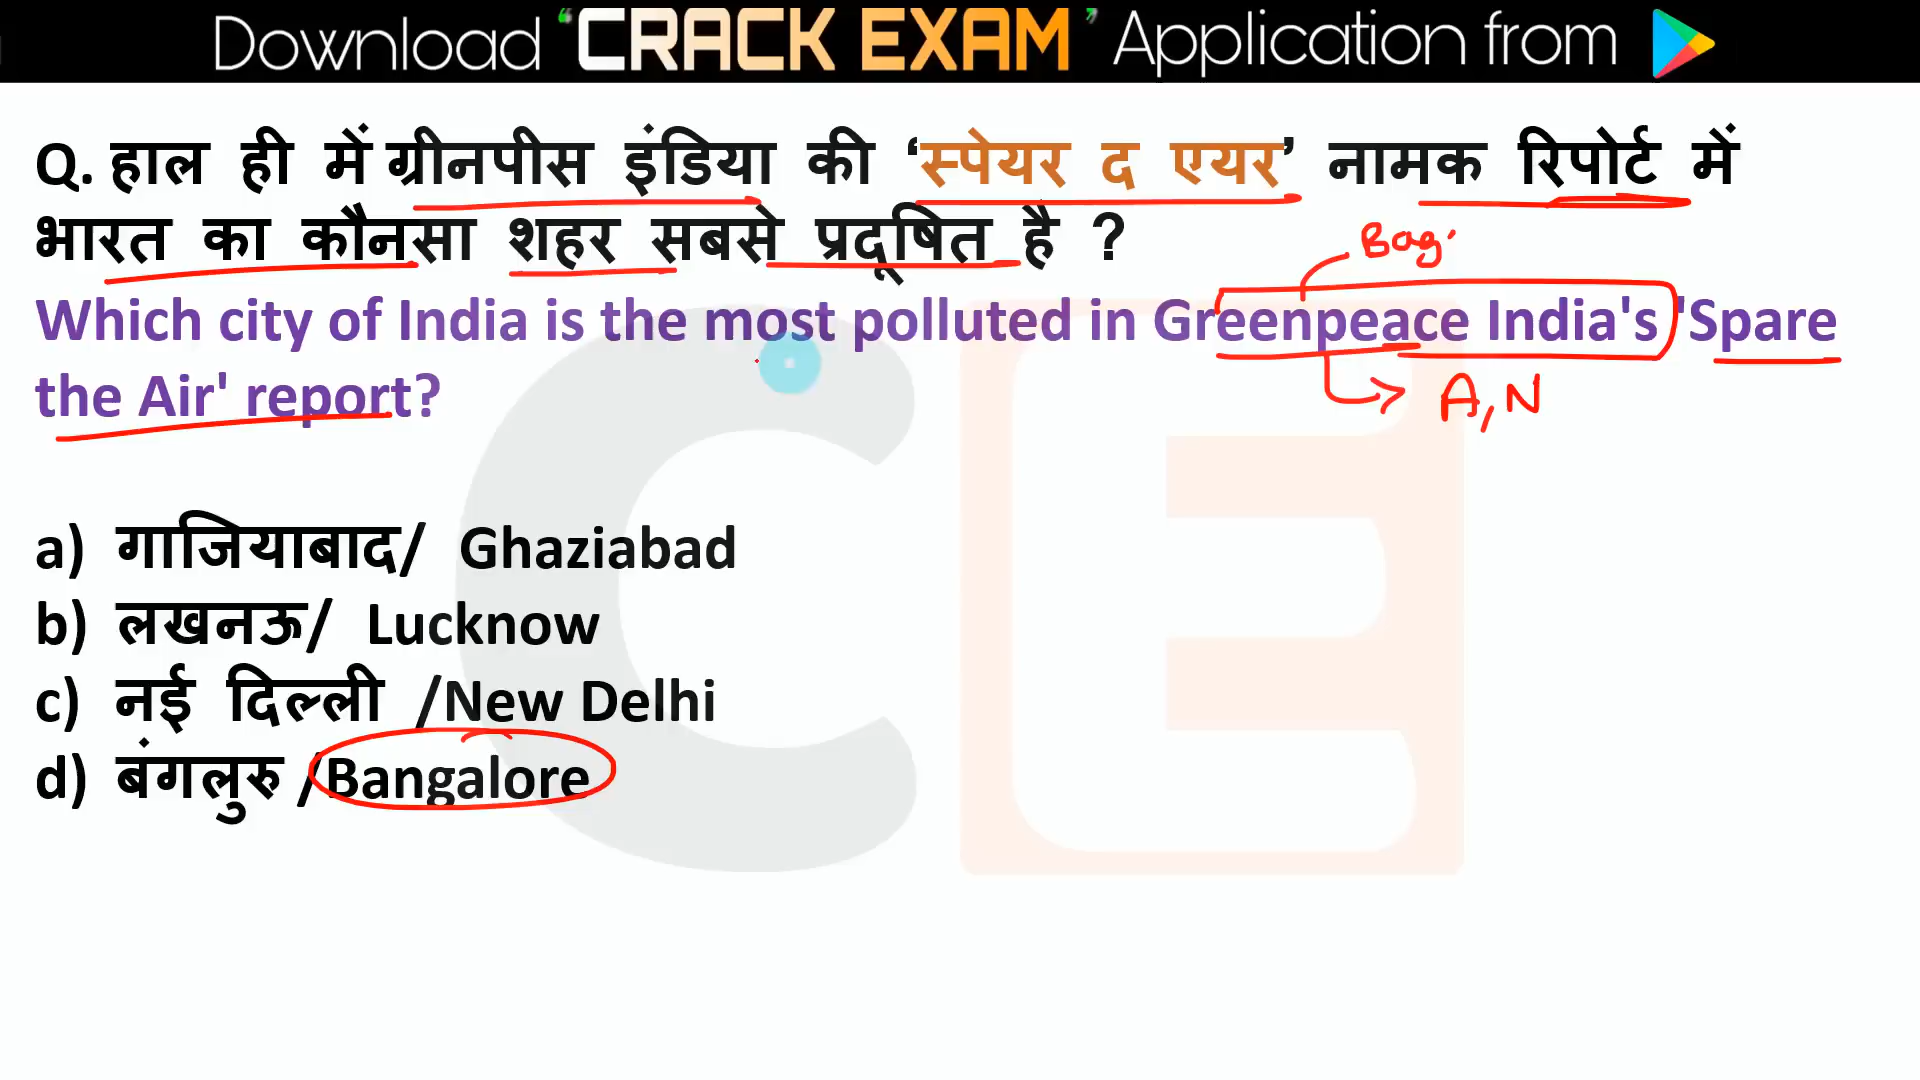 Download ‘CRACK EXAM’ Application from
Q. हाल ही में ग्रीनपीस इंडिया की ‘स्पेयर द एयर’ नामक रिपोर्ट में
भारत का कौनसा शहर सबसे प्रदूषित है ?
Bag.
Which city of India is the most polluted in Greenpeace India's 'Spare
the Air' report?
A, N
a) गाजियाबाद/ Ghaziabad
b) लखनऊ/ Lucknow
c) नई दिल्ली /New Delhi
d) बंगलुरु /Bangalore
CE